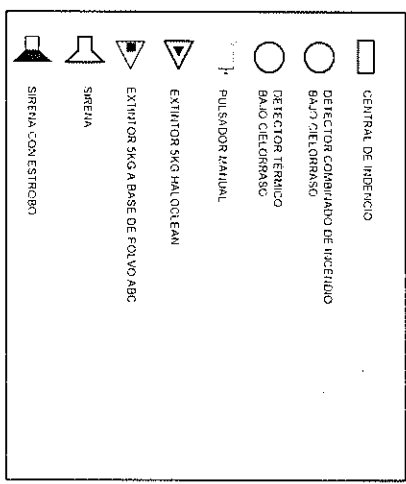 CENTRAL DE INDENCIO
DETECTOR COMBINADO DE INCENDIO
BAJO CIELORRASO
DETECTOR TERMICO
BAJO CIELORRASO
PULSADOR MANUAL
EXTINTOR 5KG HALOCLEAN
EXTINTOR 5KG A BASE DE POLVO ABC
SIRENA
SIRENA CON ESTROBO